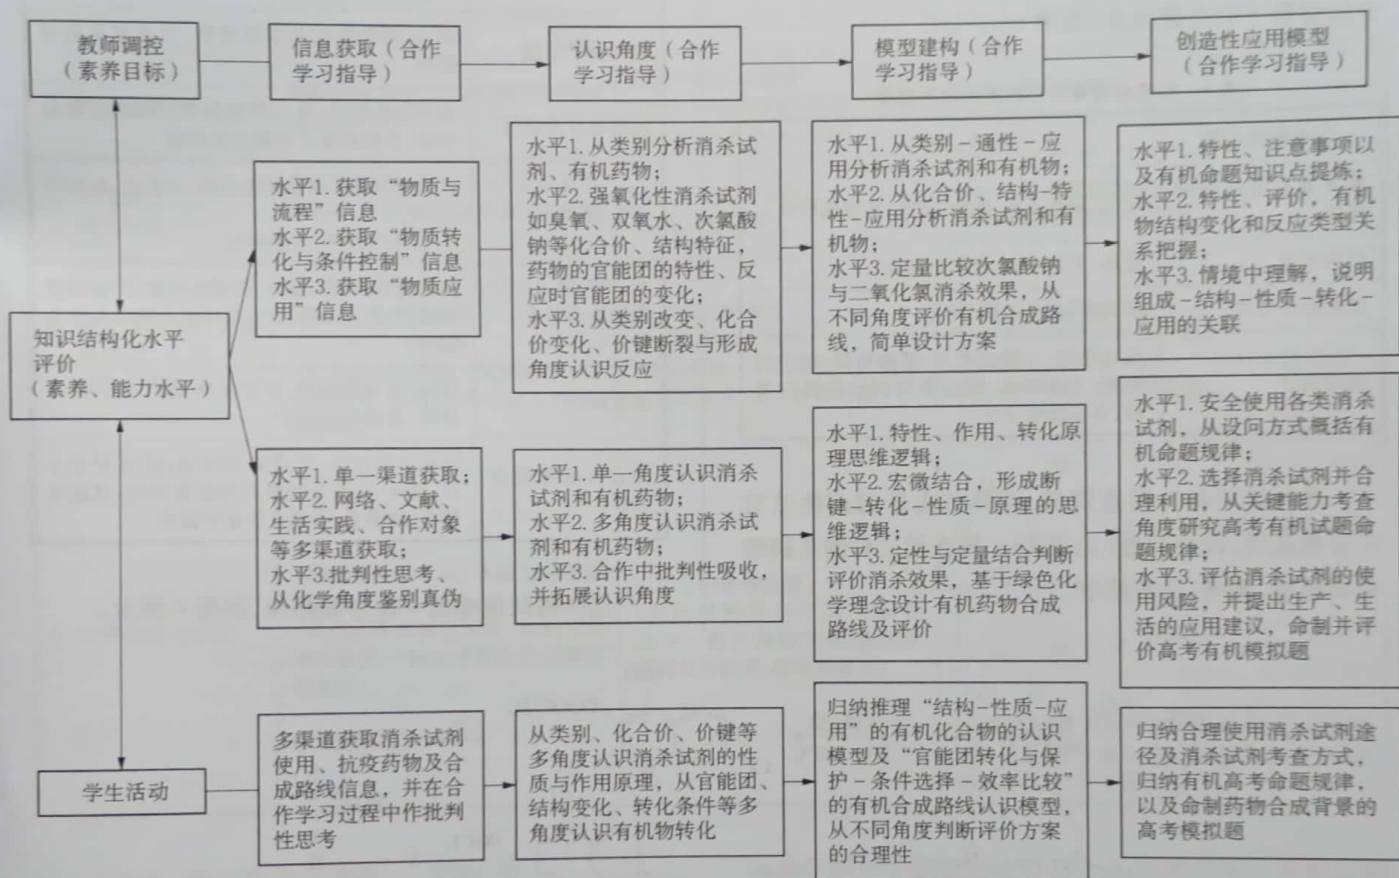 教师调控
（素养目标）
信息获取（合作
学习指导）
认识角度（合作
学习指导）
模型建构（合作
学习指导）
创造性应用模型
（合作学习指导）
知识结构化水平
评价
（素养、能力水平）
水平1. 获取“物质与
流程”信息
水平2. 获取“物质转
化与条件控制”信息
水平3. 获取“物质应
用”信息
水平1. 从类别分析消杀试
剂、有机药物；
水平2. 强氧化性消杀试剂
如臭氧、双氧水、次氯酸
钠等化合价、结构特征，
药物的官能团的特性、反
应时官能团的变化；
水平3. 从类别改变、化合
价变化、价键断裂与形成
角度认识反应
水平1. 从类别-通性-应
用分析消杀试剂和有机物；
水平2. 从化合价、结构-特
性-应用分析消杀试剂和有
机物；
水平3. 定量比较次氯酸钠
与二氧化氯消杀效果，从
不同角度评价有机合成路
线，简单设计方案
水平1. 特性、注意事项以
及有机命题知识点提炼；
水平2. 特性、评价，有机
物结构变化和反应类型关
系把握；
水平3. 情境中理解，说明
组成-结构-性质-转化-
应用的关联
水平1. 单一渠道获取；
水平2. 网络、文献、
生活实践、合作对象
等多渠道获取；
水平3.批判性思考、
从化学角度鉴别真伪
水平1. 单一角度认识消杀
试剂和有机药物；
水平2. 多角度认识消杀试
剂和有机药物；
水平3. 合作中批判性吸收，
并拓展认识角度
水平1. 特性、作用、转化原
理思维逻辑；
水平2. 宏微结合，形成断
键-转化-性质-原理的思
维逻辑；
水平3. 定性与定量结合判断
评价消杀效果，基于绿色化
学理念设计有机药物合成
路线及评价
水平1. 安全使用各类消杀
试剂，从设问方式概括有
机命题规律；
水平2. 选择消杀试剂并合
理利用，从关键能力考查
角度研究高考有机试题命
题规律；
水平3. 评估消杀试剂的使
用风险，并提出生产、生
活的应用建议，命制并评
价高考有机模拟题
学生活动
多渠道获取消杀试剂
使用、抗疫药物及合
成路线信息，并在合
作学习过程中作批判
性思考
从类别、化合价、价键等
多角度认识消杀试剂的性
质与作用原理，从官能团、
结构变化、转化条件等多
角度认识有机物转化
归纳推理“结构-性质-应
用”的有机化合物的认识
模型及“官能团转化与保
护-条件选择-效率比较”
的有机合成路线认识模型，
从不同角度判断评价方案
的合理性
归纳合理使用消杀试剂途
径及消杀试剂考查方式，
归纳有机高考命题规律，
以及命制药物合成背景的
高考模拟题